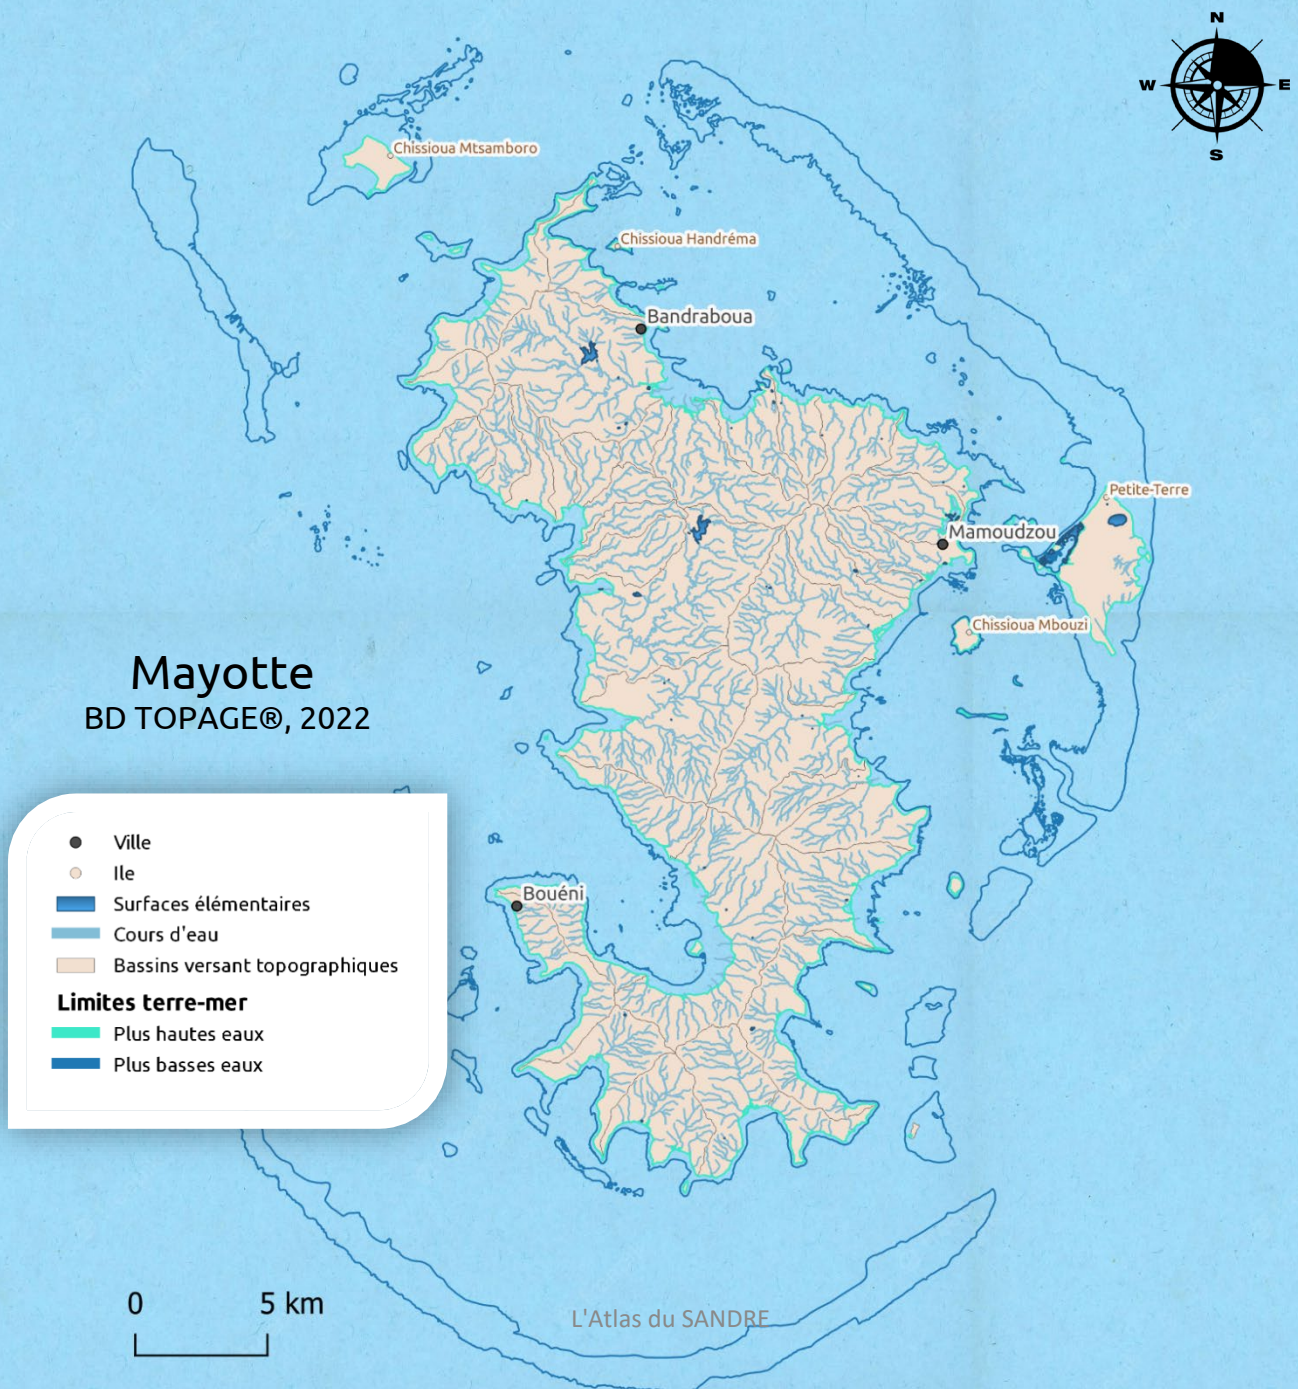 N
W E
S
Chissioua Mtsamboro
Chissioua Handréma
Bandraboua
Petite-Terre
Mamoudzou
Chissioua Mbouzi
Mayotte
BD TOPAGE®, 2022
Ville
Ile
Surfaces élémentaires
Cours d'eau
Bassins versant topographiques
Limites terre-mer
Plus hautes eaux
Plus basses eaux
Bouéni
0 5 km
L'Atlas du SANDRE